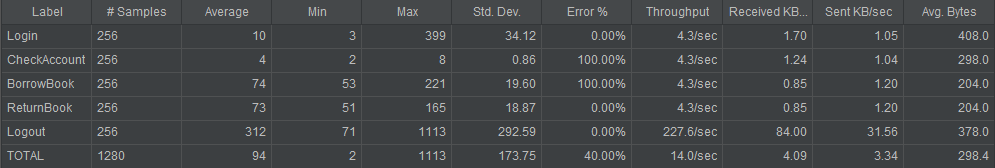 Label # Samples Average Min Max Std. Dev. Error % Throughput Received KB... Sent KB/sec Avg. Bytes
Login 256 10 3 399 34.12 0.00% 4.3/sec 1.70 1.05 408.0
CheckAccount 256 4 2 8 0.86 100.00% 4.3/sec 1.24 1.04 298.0
BorrowBook 256 74 53 221 19.60 100.00% 4.3/sec 0.85 1.20 204.0
ReturnBook 256 73 51 165 18.87 0.00% 4.3/sec 0.85 1.20 204.0
Logout 256 312 71 1113 292.59 0.00% 227.6/sec 84.00 31.56 378.0
TOTAL 1280 94 2 1113 173.75 40.00% 14.0/sec 4.09 3.34 298.4